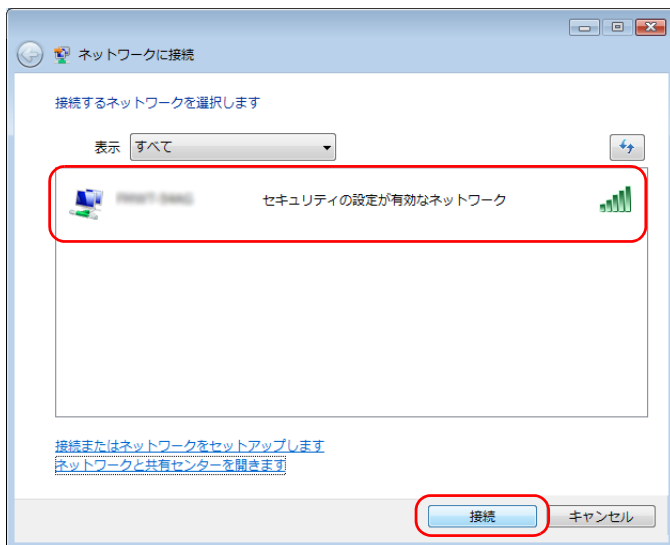 ネットワークに接続
接続するネットワークを選択します
表示 すべて
セキュリティの設定が有効なネットワーク
接続またはネットワークをセットアップします
ネットワークと共有センターを開きます
接続 キャンセル